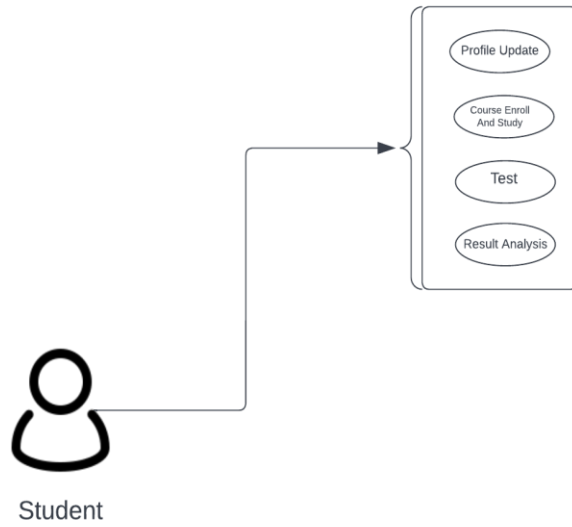 Profile Update
Course Enroll
And Study
Test
Result Analysis
Student